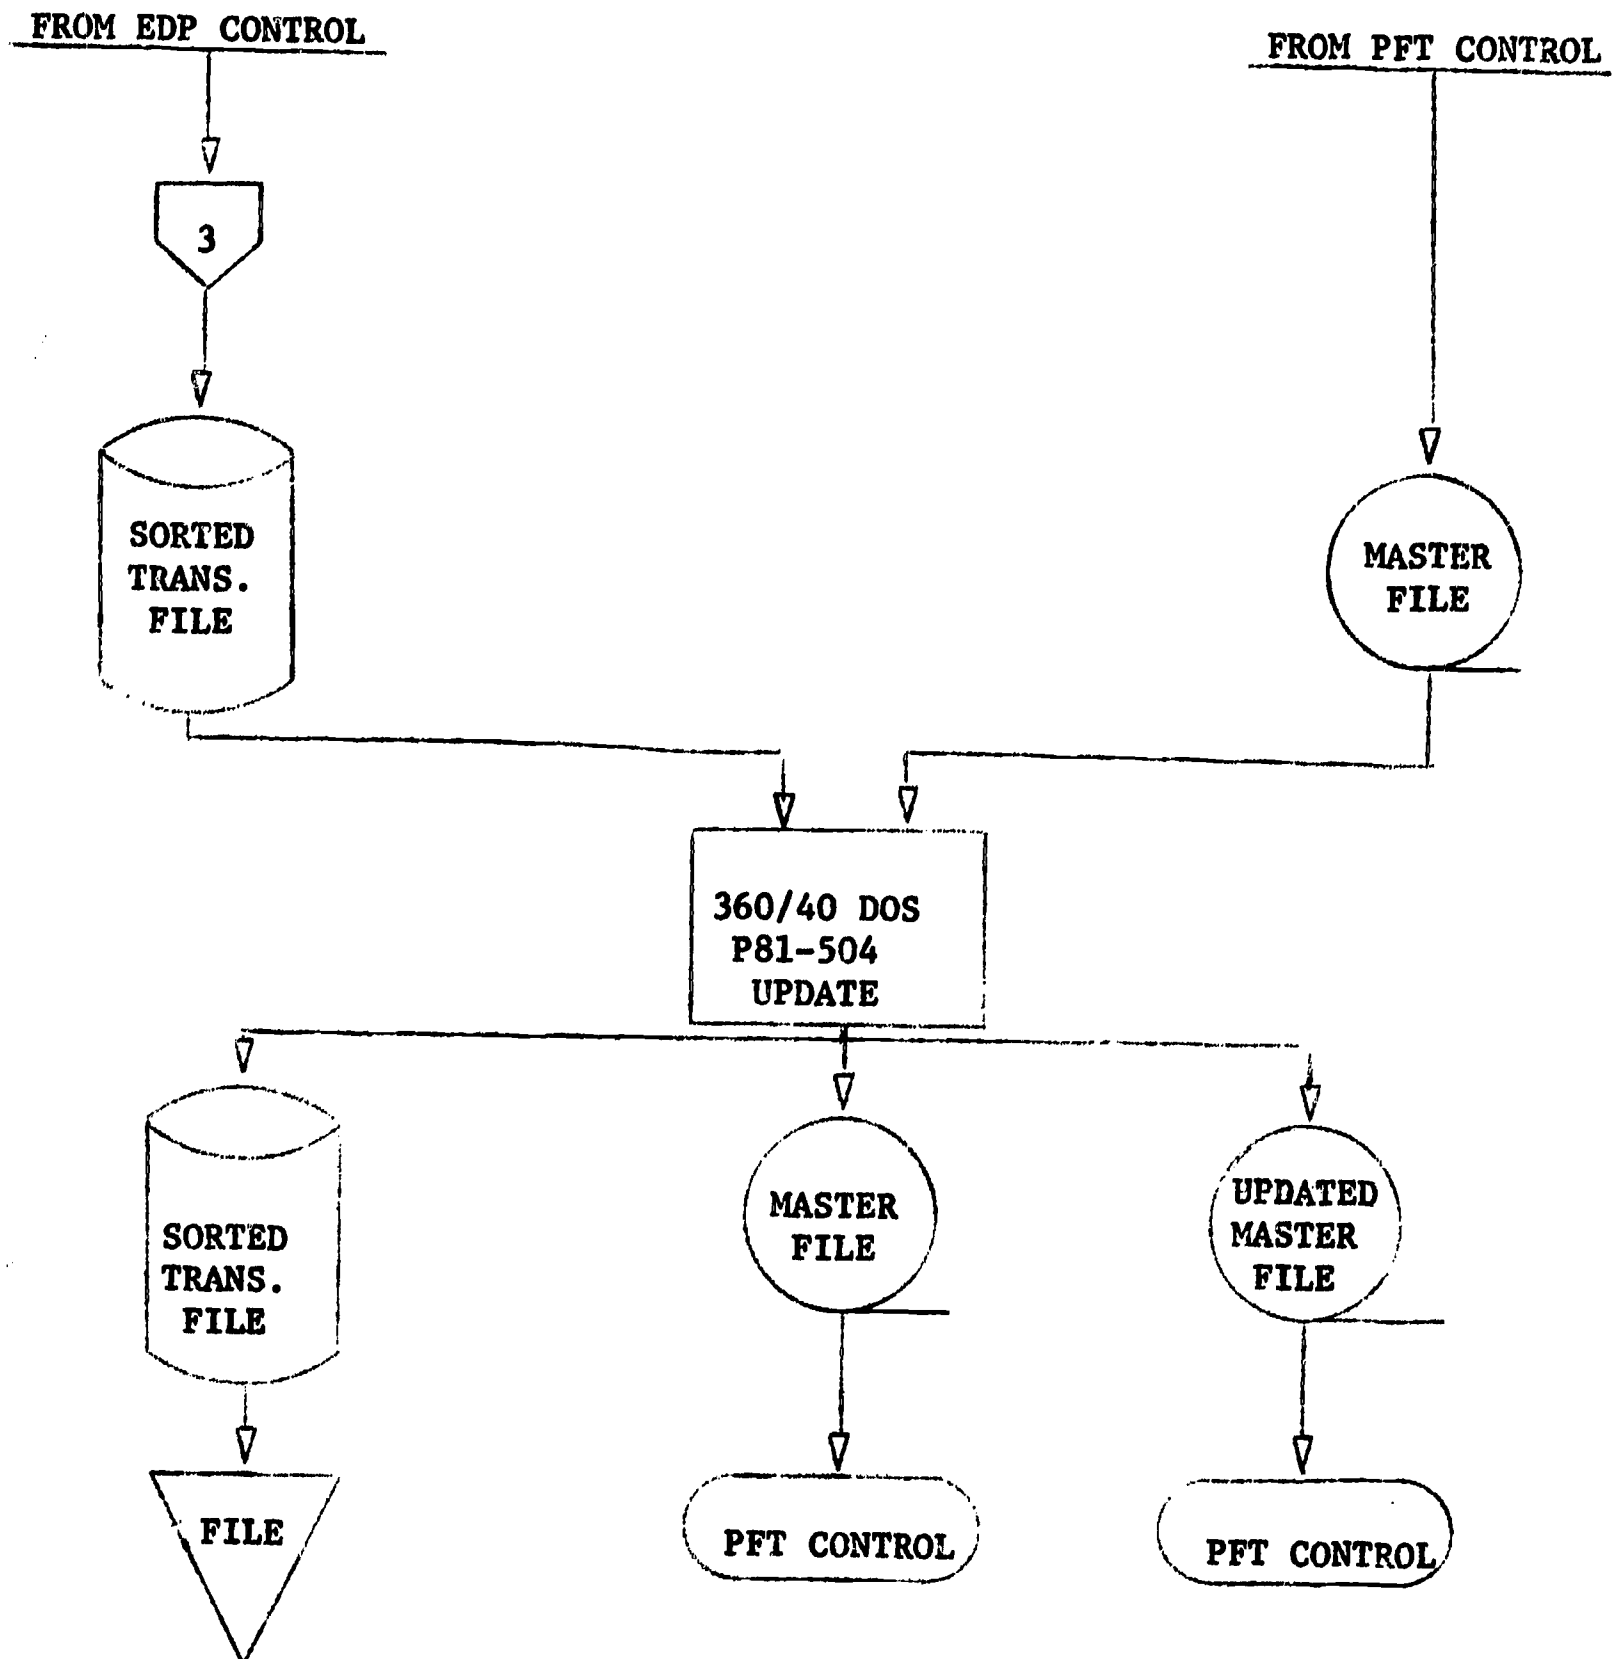 FROM EDP CONTROL
FROM PFT CONTROL
3
SORTED
TRANS.
FILE
MASTER
FILE
360/40 DOS
P81-504
UPDATE
SORTED
TRANS.
FILE
MASTER
FILE
UPDATED
MASTER
FILE
FILE
PFT CONTROL
PFT CONTROL